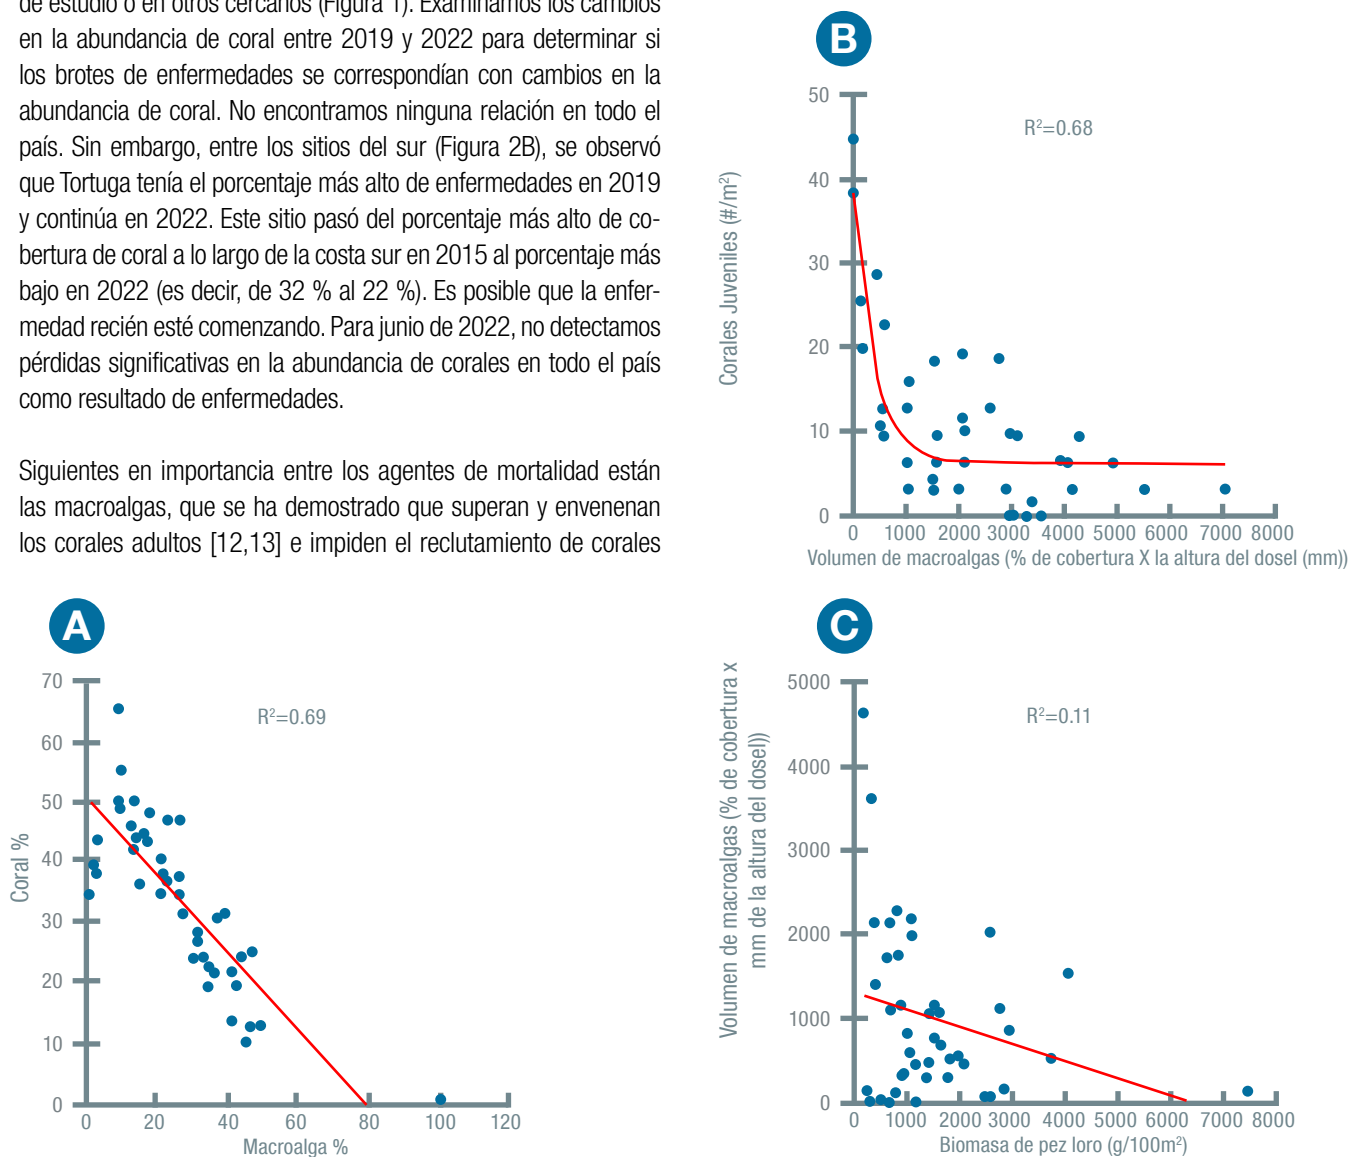 de estudio o en otros cercanos (Figura 1). Examinamos los cambios
en la abundancia de coral entre 2019 y 2022 para determinar si
los brotes de enfermedades se correspondían con cambios en la
abundancia de coral. No encontramos ninguna relación en todo el
país. Sin embargo, entre los sitios del sur (Figura 2B), se observó
que Tortuga tenía el porcentaje más alto de enfermedades en 2019
y continúa en 2022. Este sitio pasó del porcentaje más alto de co-
bertura de coral a lo largo de la costa sur en 2015 al porcentaje más
bajo en 2022 (es decir, de 32 % al 22 %). Es posible que la enfer-
medad recién esté comenzando. Para junio de 2022, no detectamos
pérdidas significativas en la abundancia de corales en todo el país
como resultado de enfermedades.
Siguientes en importancia entre los agentes de mortalidad están
las macroalgas, que se ha demostrado que superan y envenenan
los corales adultos [12,13] e impiden el reclutamiento de corales
B
R²=0.68
Corales Juveniles (#/m²)
50
40
30
20
10
0
0 1000 2000 3000 4000 5000 6000 7000 8000
Volumen de macroalgas (% de cobertura X la altura del dosel (mm))
A
R²=0.69
Coral %
70
60
50
40
30
20
10
0
0 20 40 60 80 100 120
Macroalga %
C
R²=0.11
Volumen de macroalgas (% de cobertura x
mm de la altura del dosel))
5000
4000
3000
2000
1000
0
0 1000 2000 3000 4000 5000 6000 7000 8000
Biomasa de pez loro (g/100m²)